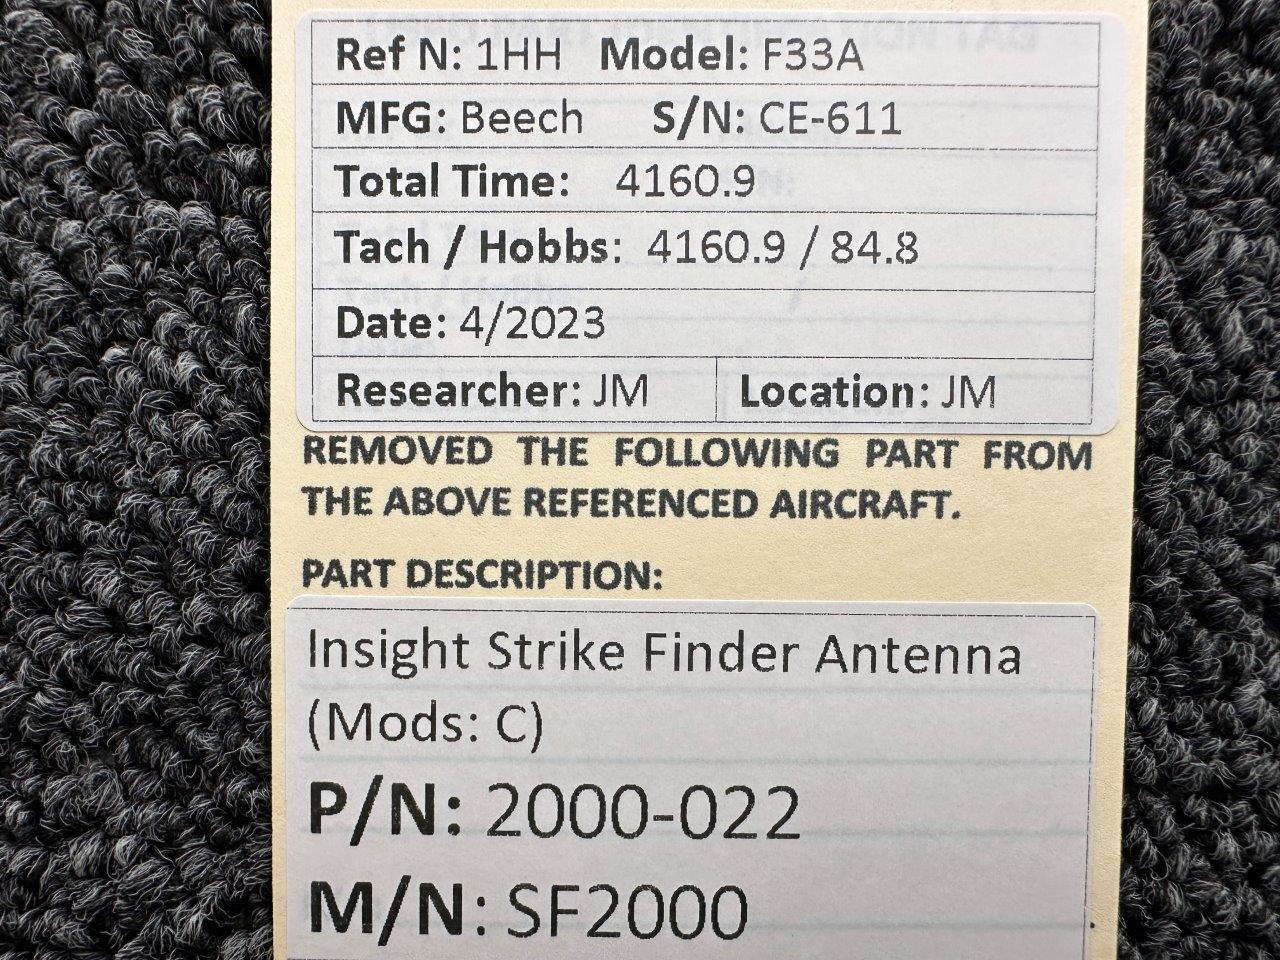 Ref N: 1HH Model: F33A
MFG: Beech S/N: CE-611
Total Time: 4160.9
Tach / Hobbs: 4160.9 / 84.8
Date: 4/2023
Researcher: JM Location: JM
REMOVED THE FOLLOWING PART FROM
THE ABOVE REFERENCED AIRCRAFT.
PART DESCRIPTION:
Insight Strike Finder Antenna
(Mods: C)
P/N: 2000-022
M/N: SF2000